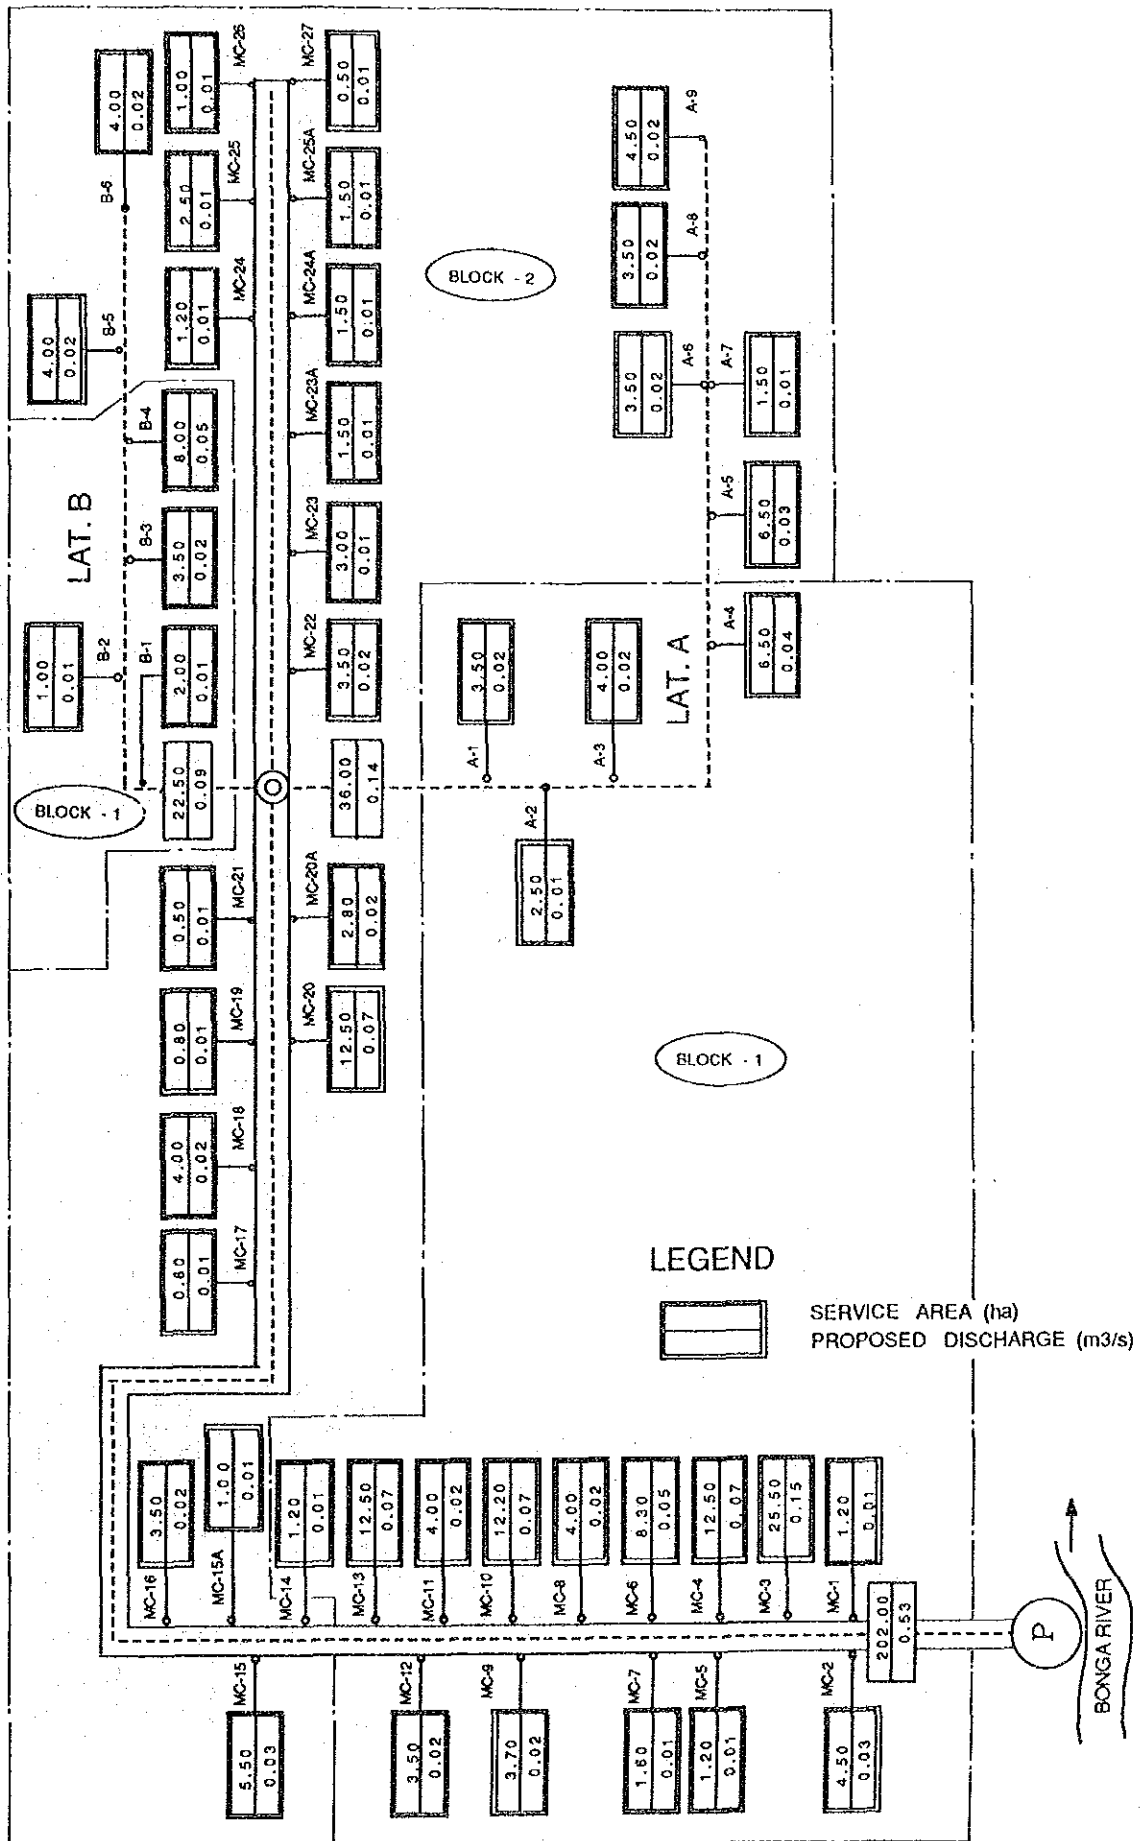 4.00
0.02
B-6
1.00
0.01
MC-26
2.50
0.01
MC-25
1.20
0.01
MC-24
0.50
0.01
MC-27
1.50
0.01
MC-25A
1.50
0.01
MC-24A
1.50
0.01
MC-23A
3.00
0.01
MC-23
3.50
0.02
MC-22
4.00
0.02
B-5
8.00
0.05
B-4
3.50
0.02
B-3
LAT. B
1.00
0.01
B-2
2.00
0.01
B-1
22.50
0.09
BLOCK - 1
BLOCK - 2
4.50
0.02
A-9
3.50
0.02
A-8
3.50
0.02
A-6
1.50
0.01
A-7
6.50
0.03
A-5
6.50
0.04
A-4
LAT. A
3.50
0.02
A-1
4.00
0.02
A-3
2.50
0.01
A-2
36.00
0.14
0.50
0.01
MC-21
2.80
0.02
MC-20A
0.80
0.01
MC-19
12.50
0.07
MC-20
4.00
0.02
MC-18
0.01
MC-17
BLOCK - 1
LEGEND
SERVICE AREA (ha)
PROPOSED DISCHARGE (m3/s)
3.50
0.02
MC-16
1.00
0.01
MC-15A
1.20
0.01
MC-14
12.50
0.07
MC-13
4.00
0.02
MC-11
12.20
0.07
MC-10
4.00
0.02
MC-8
8.30
0.05
MC-6
12.50
0.07
MC-4
25.50
0.15
MC-3
1.20
0.01
MC-1
202.00
0.53
MC-15
5.50
0.03
MC-12
3.50
0.02
MC-9
3.70
0.02
MC-7
1.60
0.01
MC-5
1.20
0.01
MC-2
4.50
0.03
P
BONGA RIVER